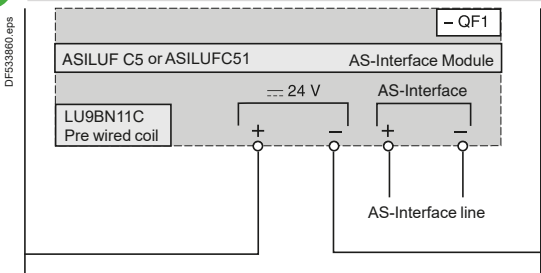 DF533860.eps
– QF1
ASILUF C5 or ASILUFC51 AS-Interface Module
⎓ 24 V AS-Interface
LU9BN11C
Pre wired coil
+ – + –
AS-Interface line